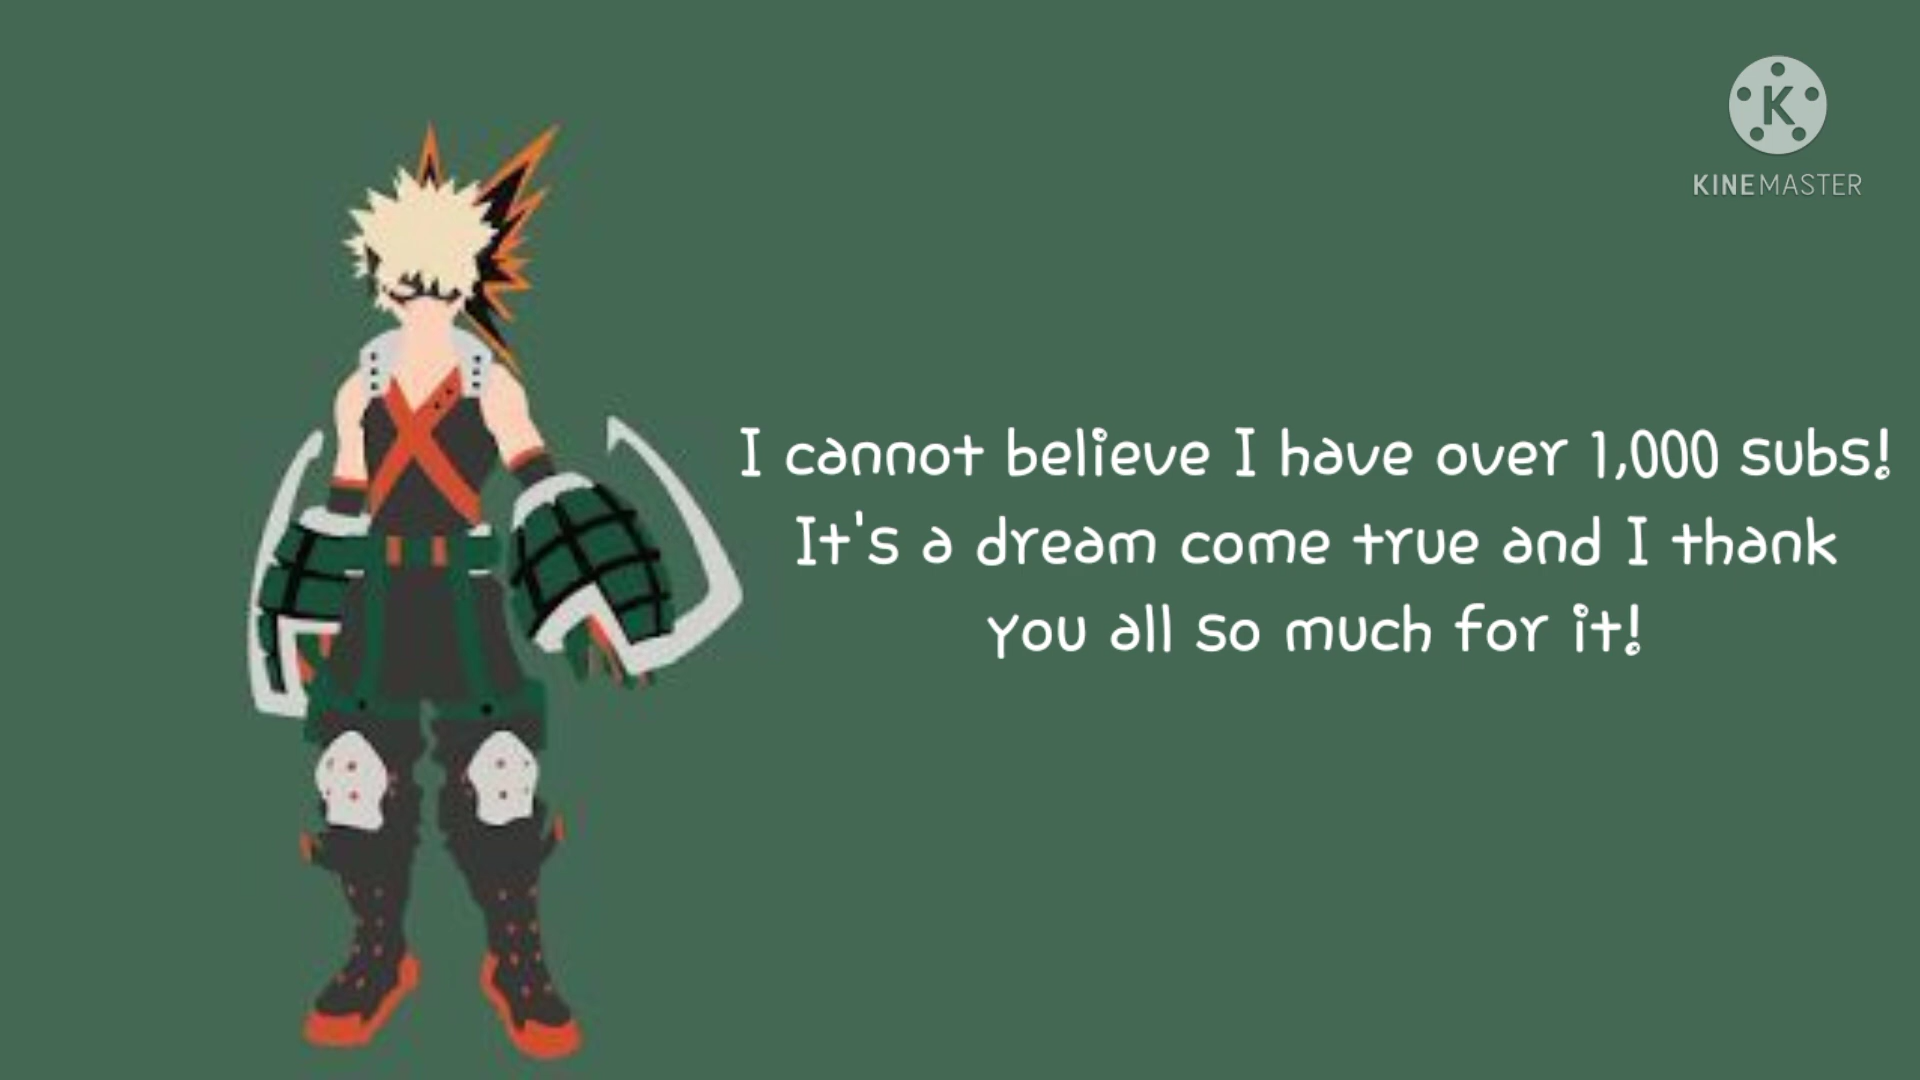 K
KINEMASTER
I cannot believe I have over 1,000 subs!
It's a dream come true and I thank
you all so much for it!